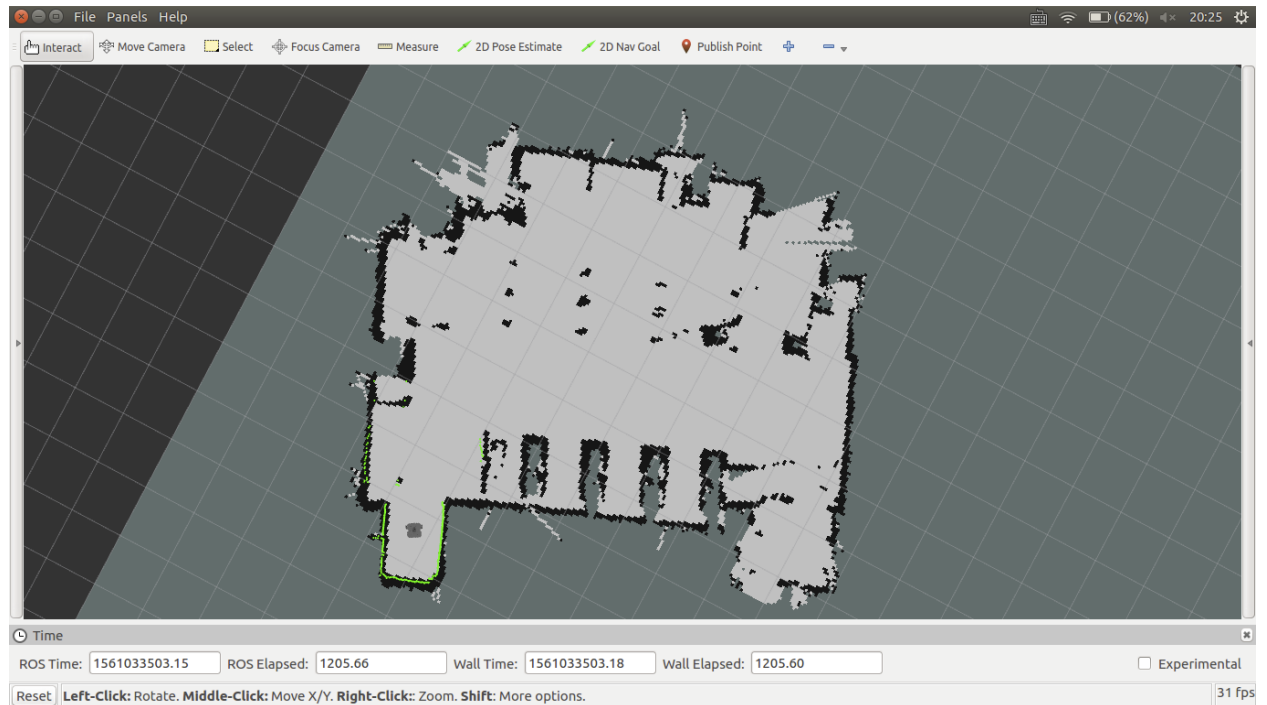 File Panels Help (62%) 20:25
Interact Move Camera Select Focus Camera Measure 2D Pose Estimate 2D Nav Goal Publish Point
Time
ROS Time: 1561033503.15 ROS Elapsed: 1205.66 Wall Time: 1561033503.18 Wall Elapsed: 1205.60 Experimental
Reset Left-Click: Rotate. Middle-Click: Move X/Y. Right-Click:: Zoom. Shift: More options. 31 fps